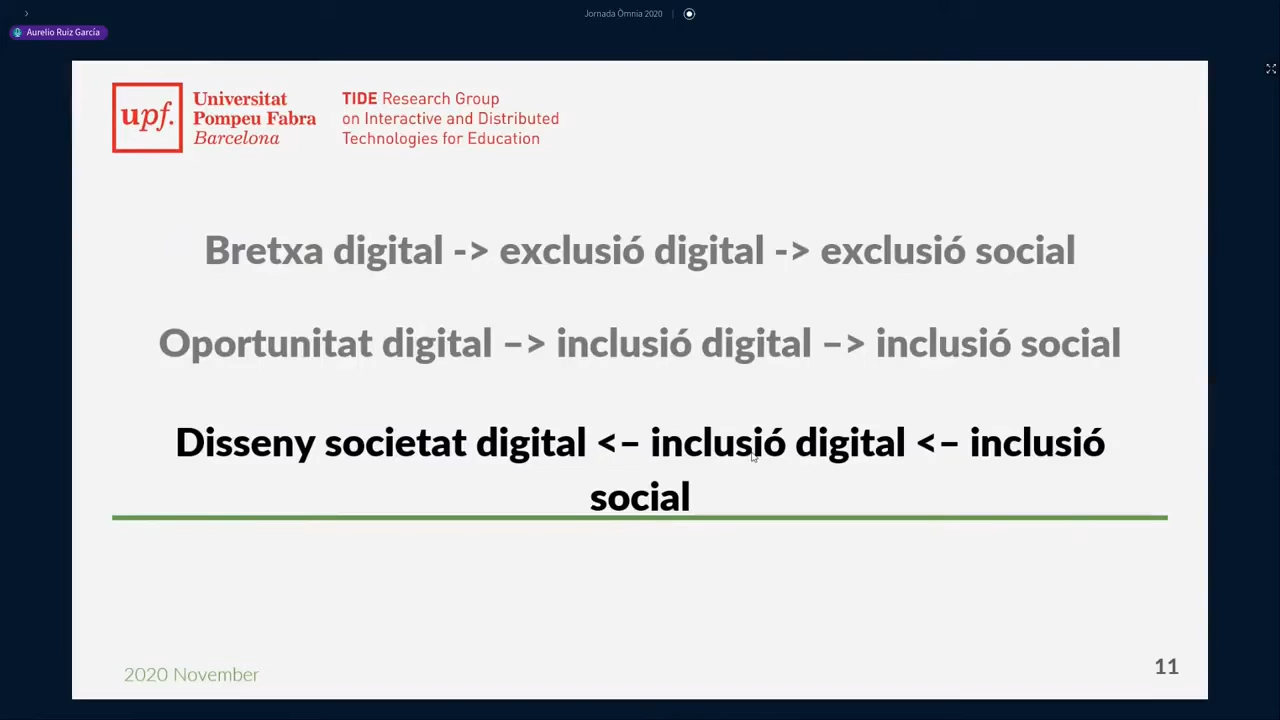 Jornada Òmnia 2020
Aurelio Ruiz García
upf.
Universitat
Pompeu Fabra
Barcelona
TIDE Research Group
on Interactive and Distributed
Technologies for Education
Bretxa digital -> exclusió digital -> exclusió social
Oportunitat digital –> inclusió digital –> inclusió social
Disseny societat digital <– inclusió digital <– inclusió
social
2020 November
11